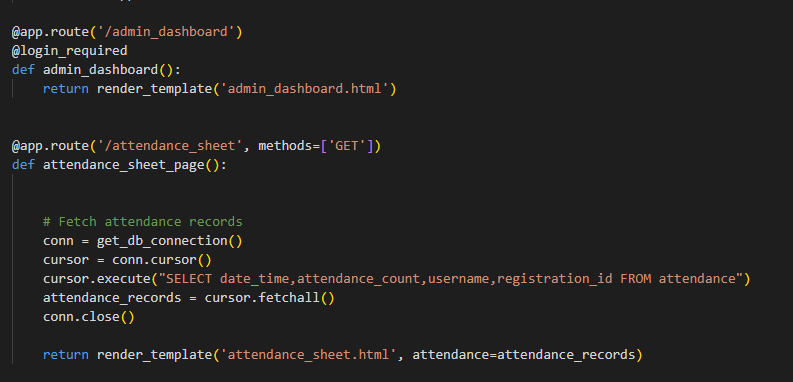 @app.route('/admin_dashboard')
@login_required
def admin_dashboard():
    return render_template('admin_dashboard.html')
@app.route('/attendance_sheet', methods=['GET'])
def attendance_sheet_page():
    # Fetch attendance records
    conn = get_db_connection()
    cursor = conn.cursor()
    cursor.execute("SELECT date_time,attendance_count,username,registration_id FROM attendance")
    attendance_records = cursor.fetchall()
    conn.close()
    return render_template('attendance_sheet.html', attendance=attendance_records)